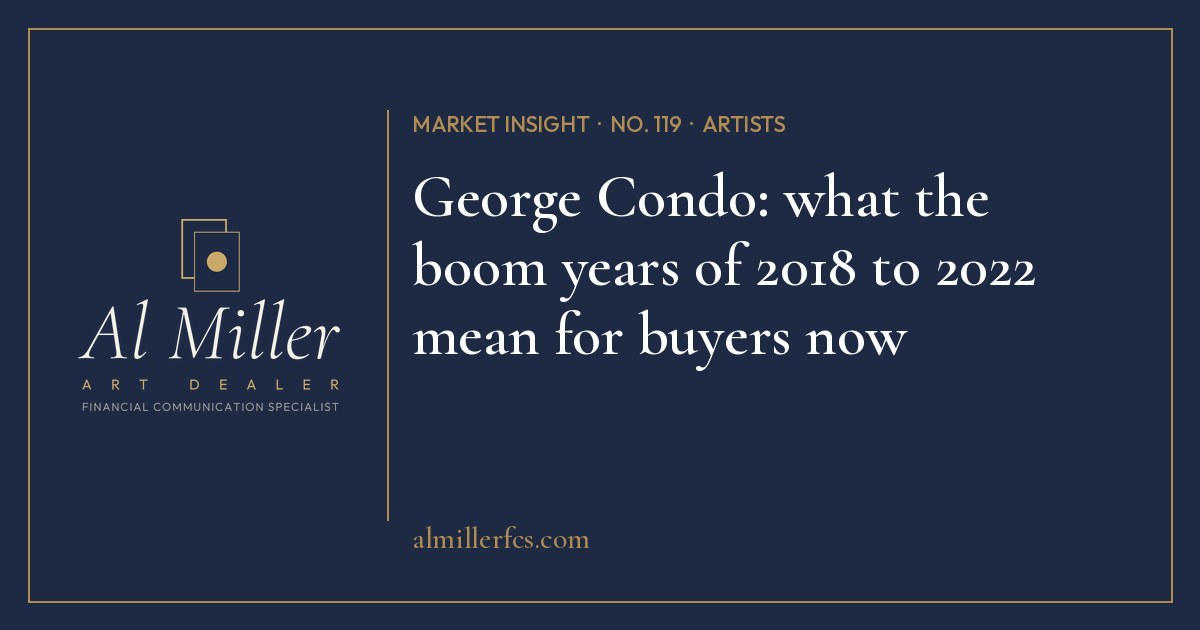 Al Miller
ART DEALER
FINANCIAL COMMUNICATION SPECIALIST
MARKET INSIGHT · NO. 119 · ARTISTS
George Condo: what the
boom years of 2018 to 2022
mean for buyers now
almillerfcs.com